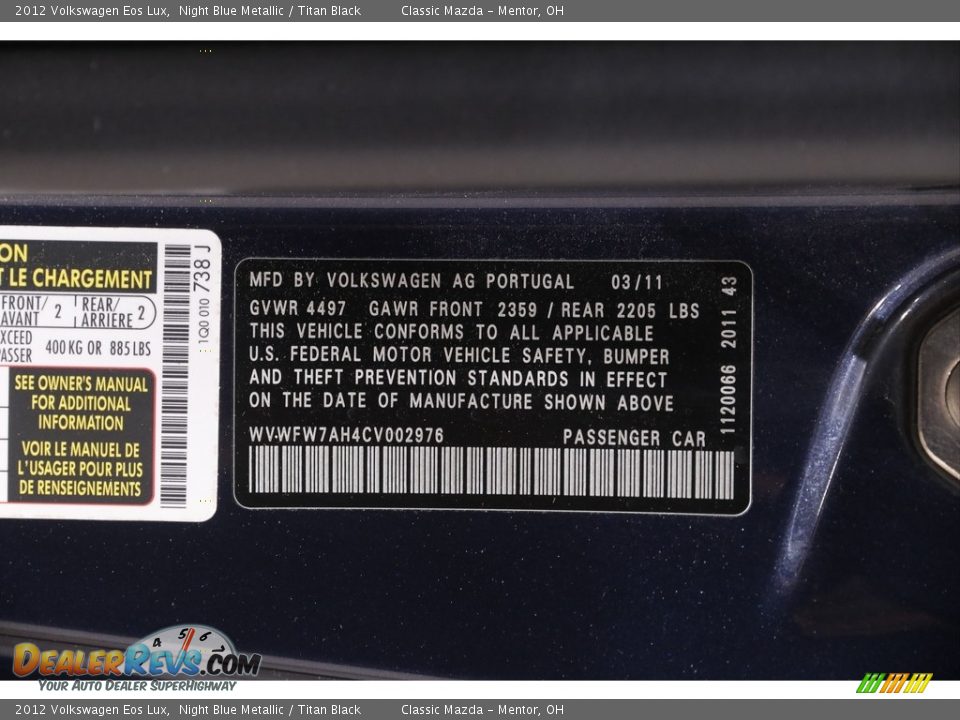 2012 Volkswagen Eos Lux, Night Blue Metallic / Titan Black Classic Mazda - Mentor, OH
ON
T LE CHARGEMENT
FRONT/ 2 REAR/ 2
AVANT ARRIÈRE
XCEED
PASSER 400 KG OR 885 LBS
SEE OWNER'S MANUAL
FOR ADDITIONAL
INFORMATION
VOIR LE MANUEL DE
L'USAGER POUR PLUS
DE RENSEIGNEMENTS
1Q0 010 738 J
MFD BY VOLKSWAGEN AG PORTUGAL 03/11
GVWR 4497 GAWR FRONT 2359 / REAR 2205 LBS
THIS VEHICLE CONFORMS TO ALL APPLICABLE
U.S. FEDERAL MOTOR VEHICLE SAFETY, BUMPER
AND THEFT PREVENTION STANDARDS IN EFFECT
ON THE DATE OF MANUFACTURE SHOWN ABOVE
WVWFW7AH4CV002976 PASSENGER CAR
1120066 2011 43
4 5 6
DEALERREVS.COM
YOUR AUTO DEALER SUPERHIGHWAY
2012 Volkswagen Eos Lux, Night Blue Metallic / Titan Black Classic Mazda - Mentor, OH